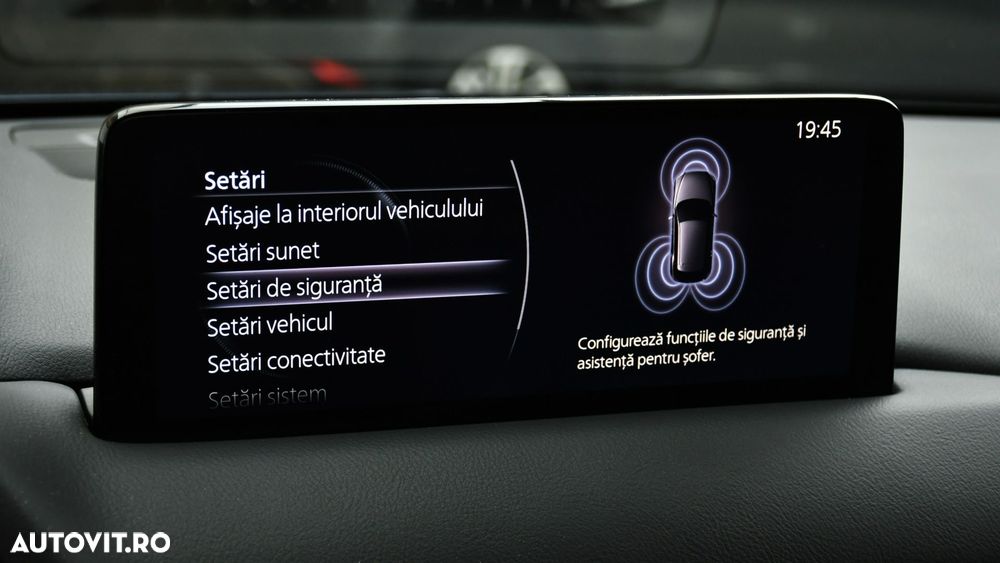 19:45
Setări
Afișaje la interiorul vehiculului
Setări sunet
Setări de siguranță
Setări vehicul
Setări conectivitate
Setări sistem
Configurează funcțiile de siguranță și
asistență pentru șofer.
AUTOVIT.RO